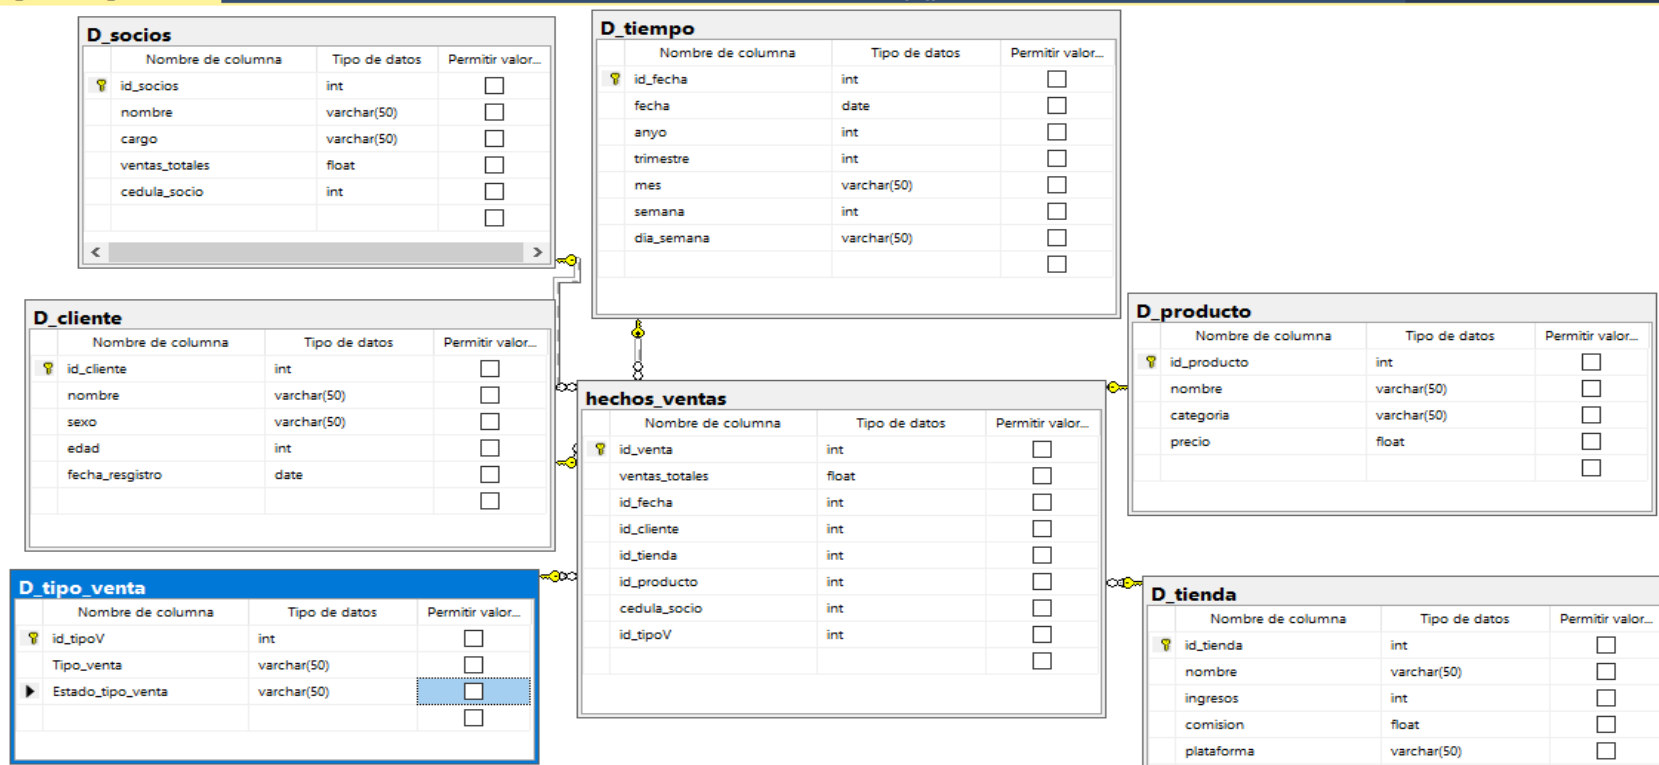 D_socios
Nombre de columna Tipo de datos Permitir valor...
id_socios int
nombre varchar(50)
cargo varchar(50)
ventas_totales float
cedula_socio int
D_tiempo
Nombre de columna Tipo de datos Permitir valor...
id_fecha int
fecha date
anyo int
trimestre int
mes varchar(50)
semana int
dia_semana varchar(50)
D_cliente
Nombre de columna Tipo de datos Permitir valor...
id_cliente int
nombre varchar(50)
sexo varchar(50)
edad int
fecha_resgistro date
D_producto
Nombre de columna Tipo de datos Permitir valor...
id_producto int
nombre varchar(50)
categoria varchar(50)
precio float
hechos_ventas
Nombre de columna Tipo de datos Permitir valor...
id_venta int
ventas_totales float
id_fecha int
id_cliente int
id_tienda int
id_producto int
cedula_socio int
id_tipoV int
D_tipo_venta
Nombre de columna Tipo de datos Permitir valor...
id_tipoV int
Tipo_venta varchar(50)
Estado_tipo_venta varchar(50)
D_tienda
Nombre de columna Tipo de datos Permitir valor...
id_tienda int
nombre varchar(50)
ingresos int
comision float
plataforma varchar(50)